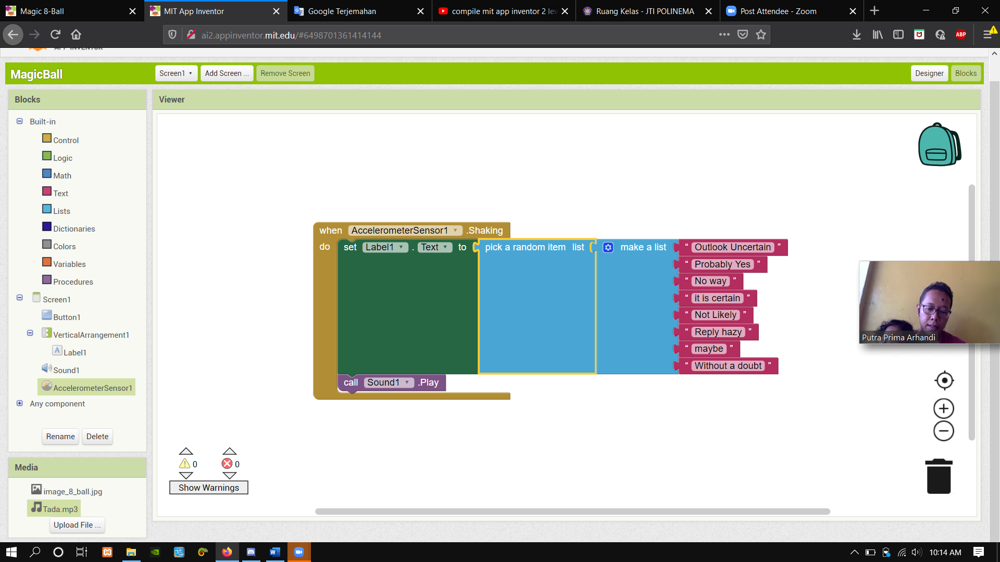 Magic 8-Ball
MIT App Inventor
Google Terjemahan
compile mit app inventor 2 lew
Ruang Kelas - JTI POLINEMA
Post Attendee - Zoom
ai2.appinventor.mit.edu/#6498701361414144
ABP
APP INVENTOR
MagicBall
Screen1
Add Screen ...
Remove Screen
Designer
Blocks
Blocks
Viewer
Built-in
Control
Logic
Math
Text
Lists
Dictionaries
Colors
Variables
Procedures
Screen1
Button1
VerticalArrangement1
A Label1
Sound1
AccelerometerSensor1
Any component
Rename
Delete
Media
image_8_ball.jpg
Tada.mp3
Upload File ...
when AccelerometerSensor1 .Shaking
do set Label1 . Text to pick a random item list make a list “ Outlook Uncertain ”
“ Probably Yes ”
“ No way ”
“ it is certain ”
“ Not Likely ”
“ Reply hazy ”
“ maybe ”
“ Without a doubt ”
call Sound1 .Play
0
0
Show Warnings
Putra Prima Arhandi
10:14 AM